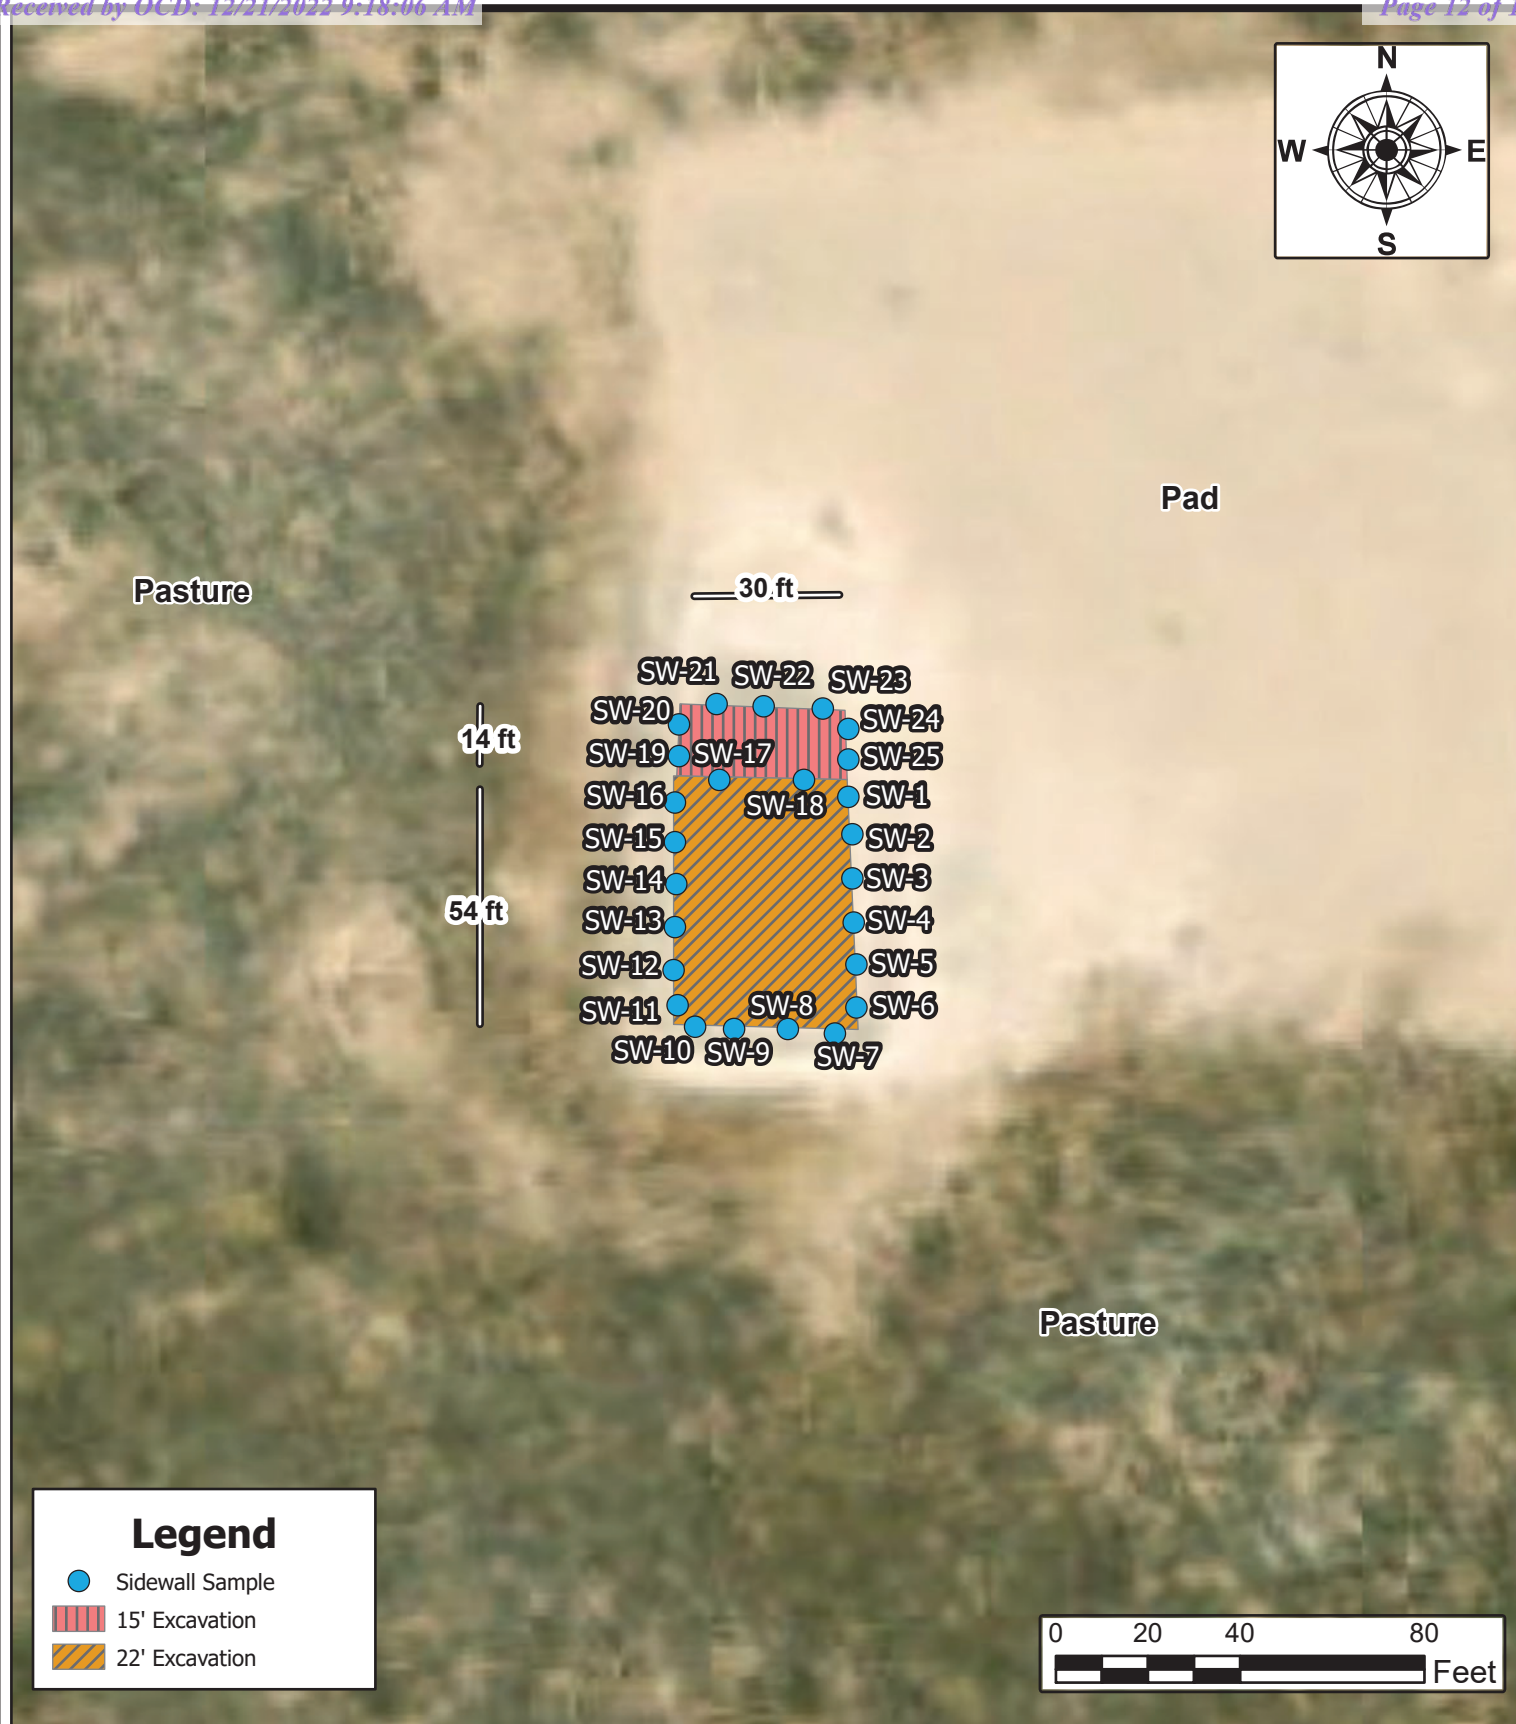 Received by OCD: 12/21/2022 9:18:06 AM
Page 12 of
N
W E
S
Pad
Pasture
30 ft
SW-21 SW-22 SW-23
SW-20 SW-24
14 ft
SW-19 SW-17 SW-25
SW-16 SW-18 SW-1
SW-15 SW-2
SW-14 SW-3
54 ft
SW-13 SW-4
SW-12 SW-5
SW-11 SW-8 SW-6
SW-10 SW-9 SW-7
Pasture
Legend
Sidewall Sample
15' Excavation
22' Excavation
0 20 40 80
Feet